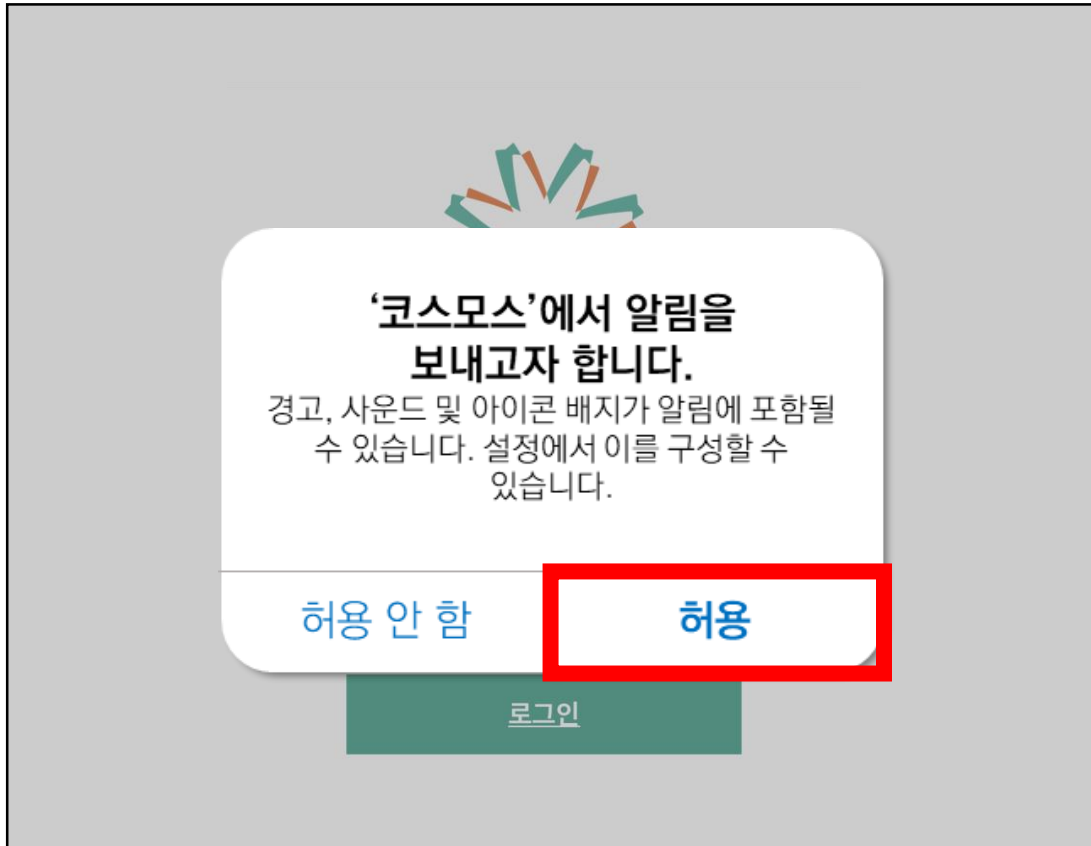 ‘코스모스’에서 알림을
보내고자 합니다.
경고, 사운드 및 아이콘 배지가 알림에 포함될
수 있습니다. 설정에서 이를 구성할 수
있습니다.
허용 안 함
허용
로그인